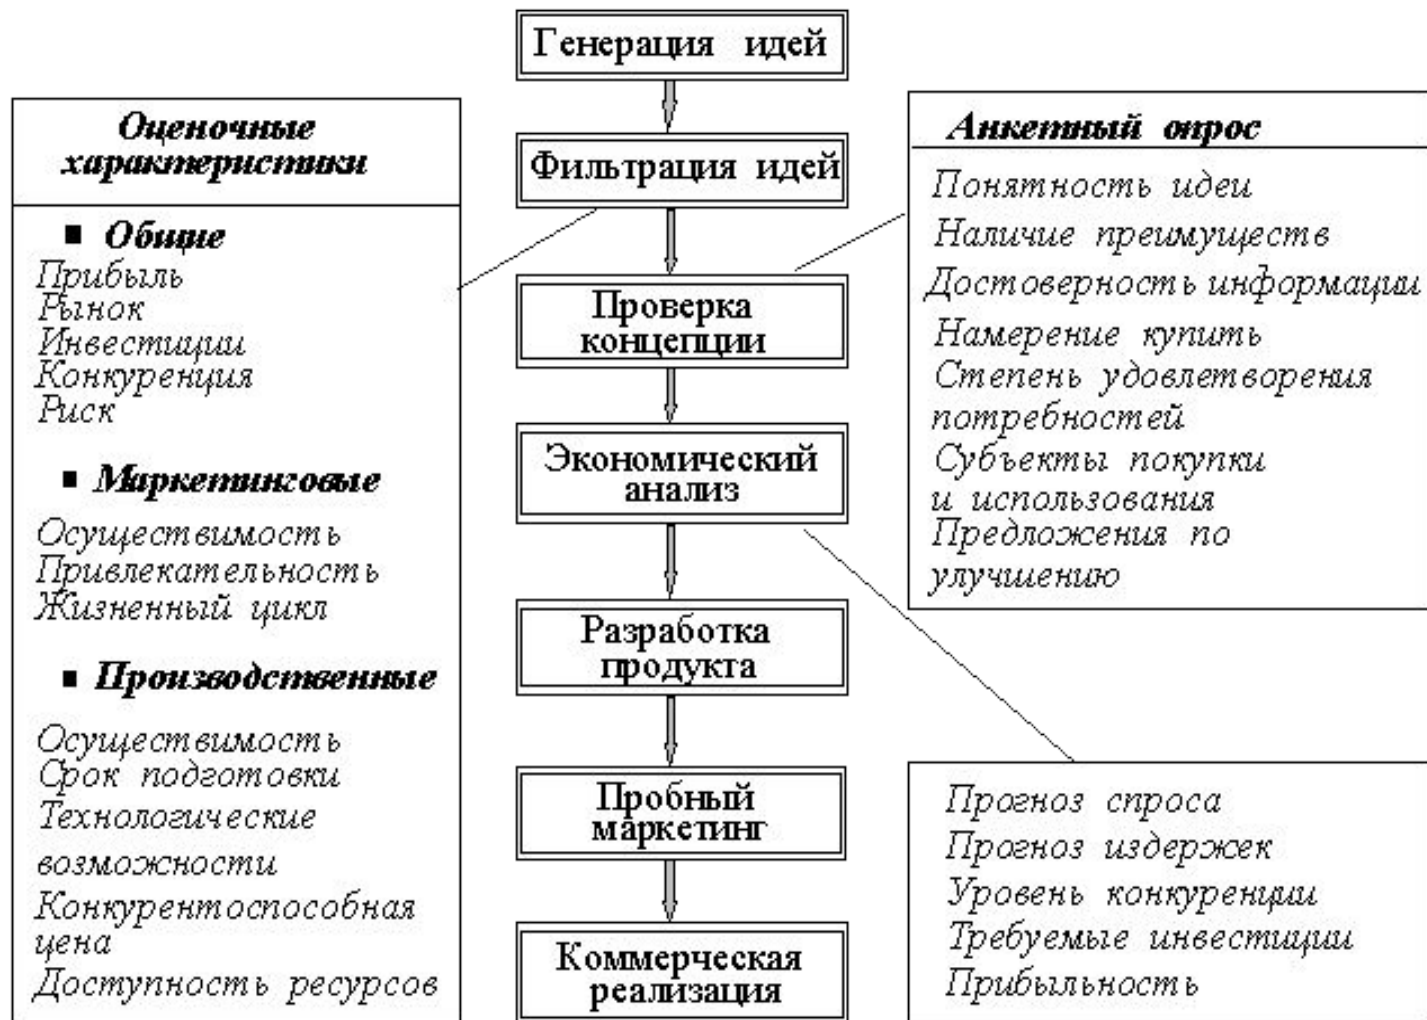 Генерация идей
Фильтрация идей
Проверка
концепции
Экономический
анализ
Разработка
продукта
Пробный
маркетинг
Коммерческая
реализация
Оценочные
характеристики
▪ Общие
Прибыль
Рынок
Инвестиции
Конкуренция
Риск
▪ Маркетинговые
Осуществимость
Привлекательность
Жизненный цикл
▪ Производственные
Осуществимость
Срок подготовки
Технологические
возможности
Конкурентоспособная
цена
Доступность ресурсов
Анкетный опрос
Понятность идеи
Наличие преимуществ
Достоверность информации
Намерение купить
Степень удовлетворения
потребностей
Субъекты покупки
и использования
Предложения по
улучшению
Прогноз спроса
Прогноз издержек
Уровень конкуренции
Требуемые инвестиции
Прибыльность